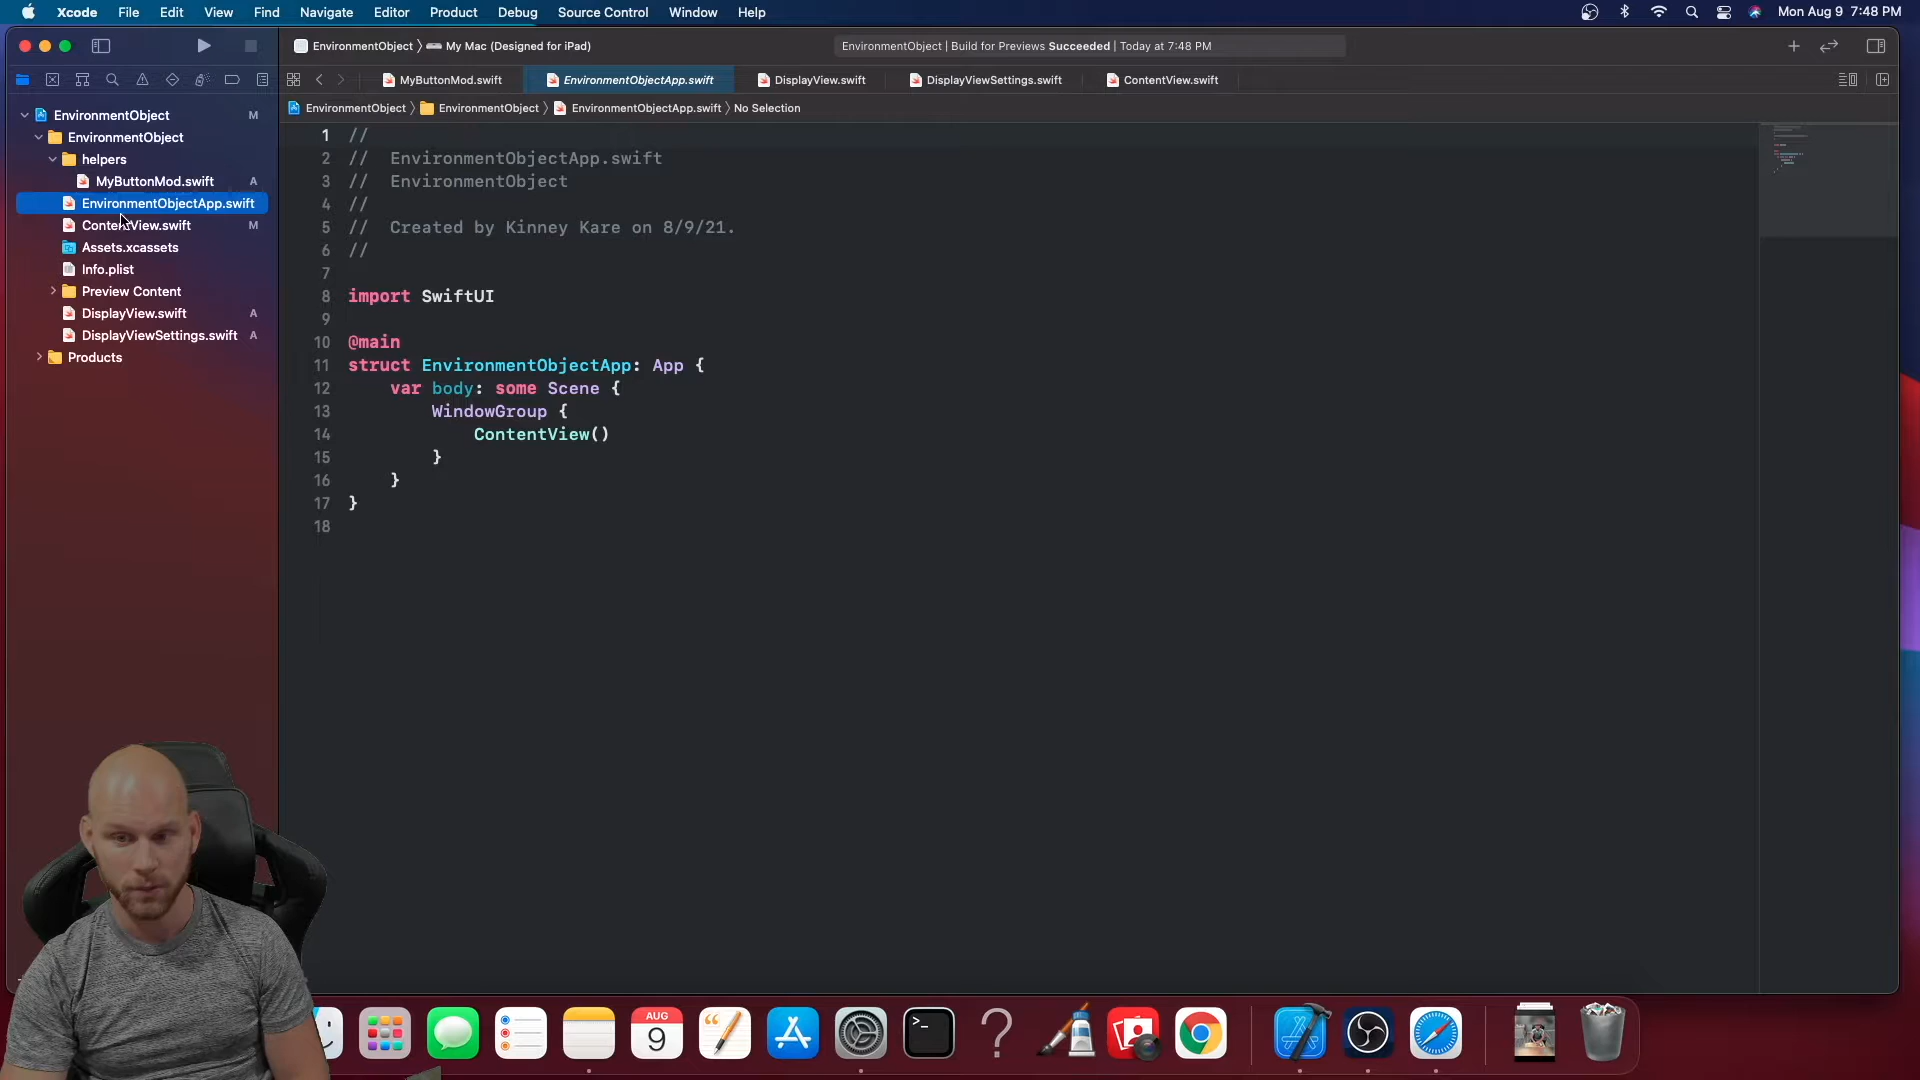 Xcode File Edit View Find Navigate Editor Product Debug Source Control Window Help Mon Aug 9 7:48 PM
EnvironmentObject My Mac (Designed for iPad) EnvironmentObject | Build for Previews Succeeded | Today at 7:48 PM
MyButtonMod.swift EnvironmentObjectApp.swift DisplayView.swift DisplayViewSettings.swift ContentView.swift
EnvironmentObject EnvironmentObject EnvironmentObjectApp.swift No Selection
EnvironmentObject M
EnvironmentObject
helpers
MyButtonMod.swift A
EnvironmentObjectApp.swift
ContentView.swift M
Assets.xcassets
Info.plist
Preview Content
DisplayView.swift A
DisplayViewSettings.swift A
Products
1 //
2 //  EnvironmentObjectApp.swift
3 //  EnvironmentObject
4 //
5 //  Created by Kinney Kare on 8/9/21.
6 //
7
8 import SwiftUI
9
10 @main
11 struct EnvironmentObjectApp: App {
12     var body: some Scene {
13         WindowGroup {
14             ContentView()
15         }
16     }
17 }
18
AUG
9
>_
?